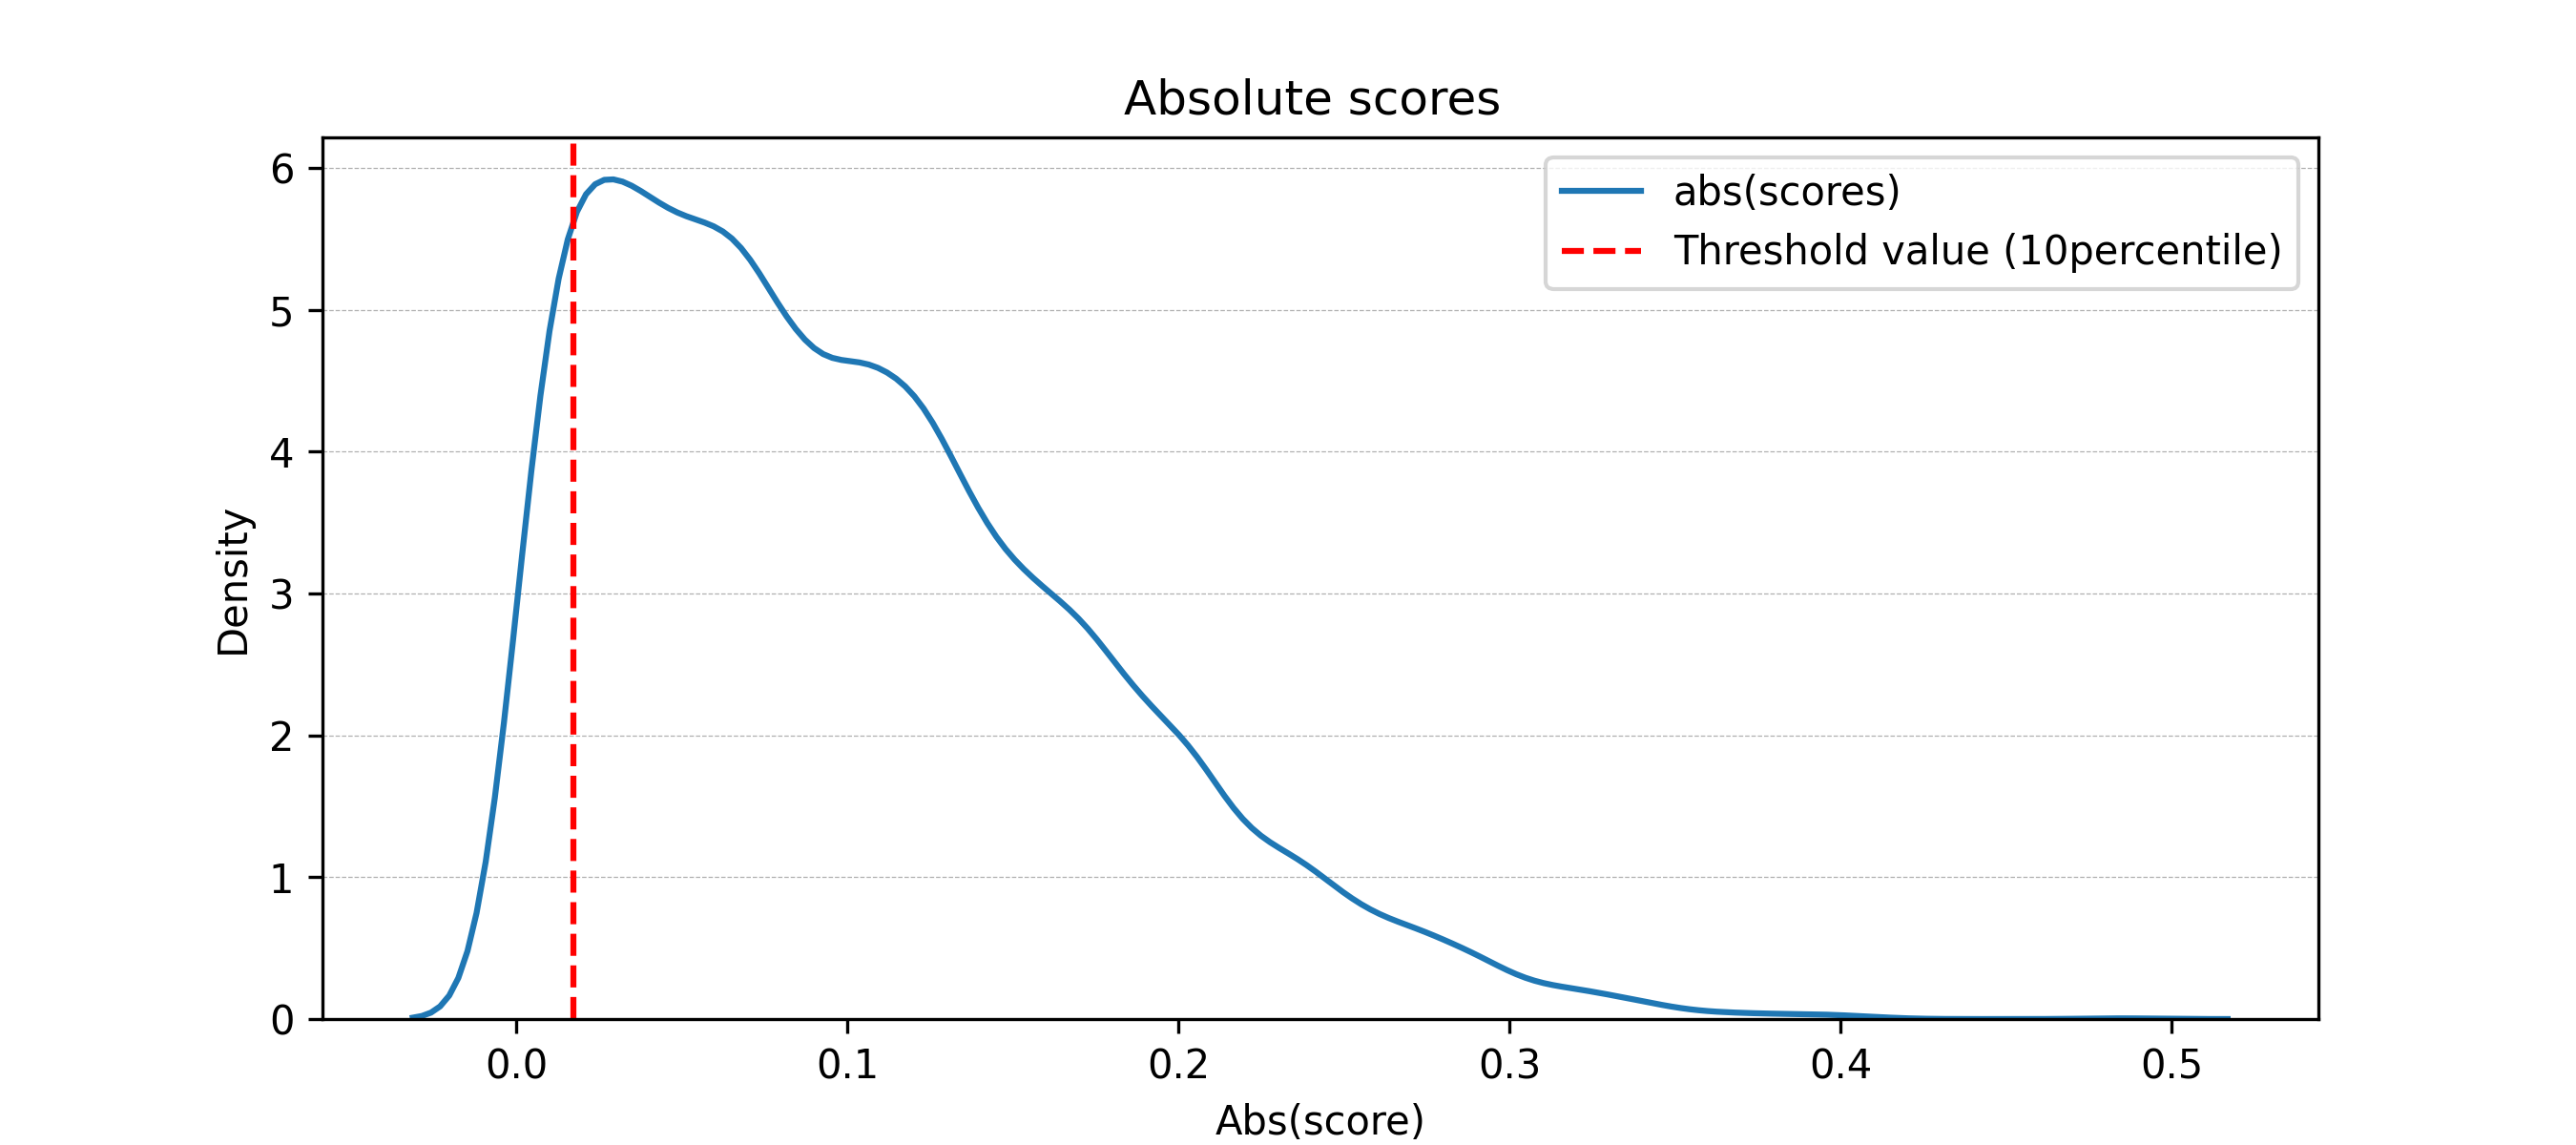 Absolute scores
abs(scores)
Threshold value (10percentile)
Density
6
5
4
3
2
1
0
0.0 0.1 0.2 0.3 0.4 0.5
Abs(score)